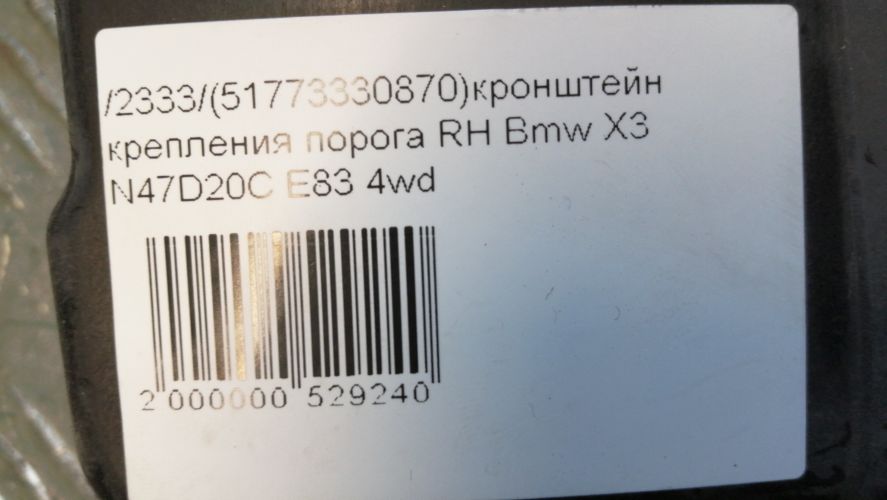 /2333/(51773330870)кронштейн
крепления порога RH Bmw X3
N47D20C E83 4wd
2 000000 529240